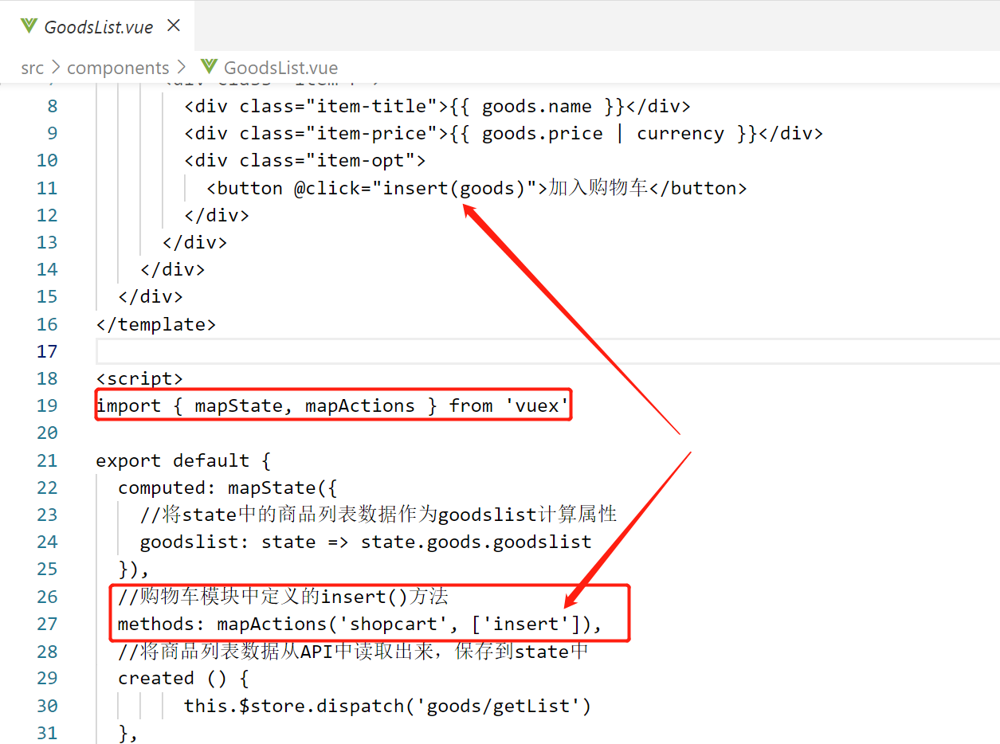 GoodsList.vue
src > components > GoodsList.vue
8 <div class="item-title">{{ goods.name }}</div>
9 <div class="item-price">{{ goods.price | currency }}</div>
10 <div class="item-opt">
11 <button @click="insert(goods)">加入购物车</button>
12 </div>
13 </div>
14 </div>
15 </div>
16 </template>
17
18 <script>
19 import { mapState, mapActions } from 'vuex'
20
21 export default {
22 computed: mapState({
23 //将state中的商品列表数据作为goodslist计算属性
24 goodslist: state => state.goods.goodslist
25 }),
26 //购物车模块中定义的insert()方法
27 methods: mapActions('shopcart', ['insert']),
28 //将商品列表数据从API中读取出来，保存到state中
29 created () {
30 this.$store.dispatch('goods/getList')
31 },